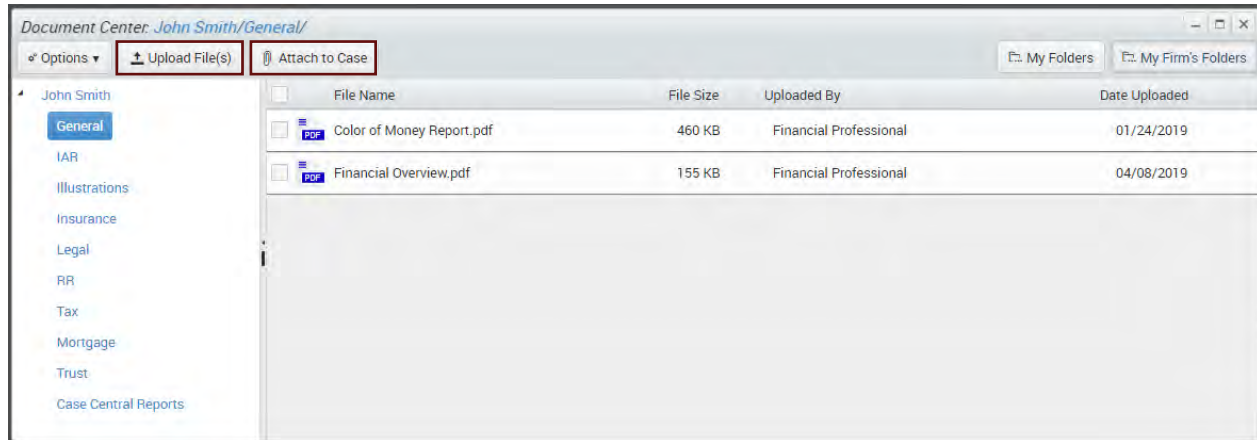 Document Center: John Smith/General/
Options ▾ Upload File(s) Attach to Case My Folders My Firm's Folders
John Smith File Name File Size Uploaded By Date Uploaded
General PDF Color of Money Report.pdf 460 KB Financial Professional 01/24/2019
IAR
PDF Financial Overview.pdf 155 KB Financial Professional 04/08/2019
Illustrations
Insurance
Legal
RR
Tax
Mortgage
Trust
Case Central Reports